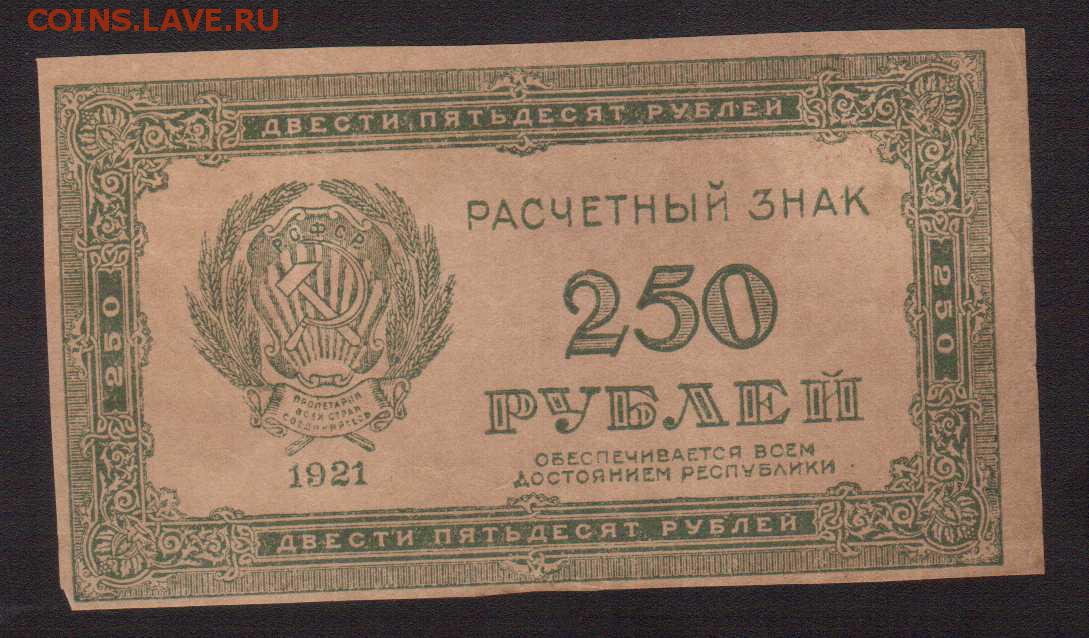 COINS.LAVE.RU
ДВЕСТИ ПЯТЬДЕСЯТ РУБЛЕЙ
РАСЧЕТНЫЙ ЗНАК
РСФСР
250
250
250
РУБЛЕЙ
ПРОЛЕТАРИИ
ВСЕХ СТРАН
СОЕДИНЯЙТЕСЬ
1921
ОБЕСПЕЧИВАЕТСЯ ВСЕМ
ДОСТОЯНИЕМ РЕСПУБЛИКИ
ДВЕСТИ ПЯТЬДЕСЯТ РУБЛЕЙ